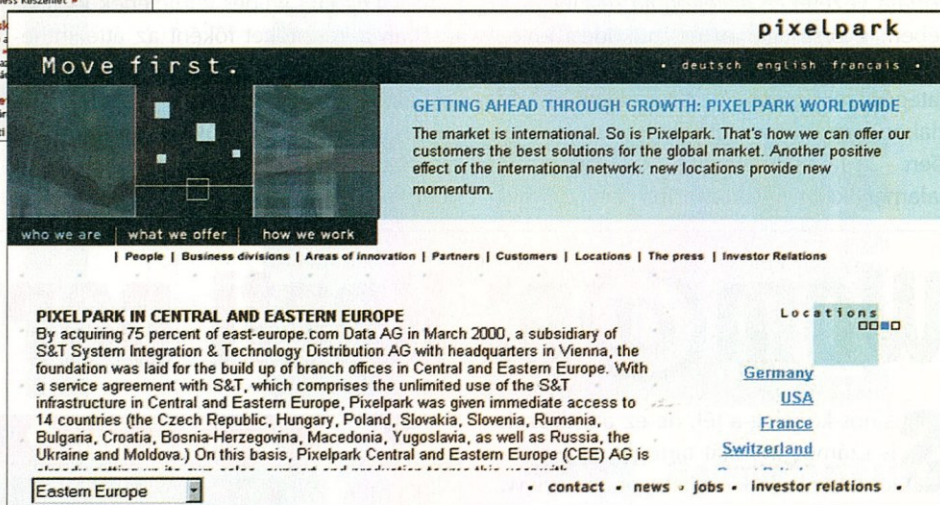 pixelpark
Move first.
• deutsch english français •
GETTING AHEAD THROUGH GROWTH: PIXELPARK WORLDWIDE
The market is international. So is Pixelpark. That's how we can offer our
customers the best solutions for the global market. Another positive
effect of the international network: new locations provide new
momentum.
who we are | what we offer | how we work
| People | Business divisions | Areas of innovation | Partners | Customers | Locations | The press | Investor Relations
PIXELPARK IN CENTRAL AND EASTERN EUROPE
By acquiring 75 percent of east-europe.com Data AG in March 2000, a subsidiary of
S&T System Integration & Technology Distribution AG with headquarters in Vienna, the
foundation was laid for the build up of branch offices in Central and Eastern Europe. With
a service agreement with S&T, which comprises the unlimited use of the S&T
infrastructure in Central and Eastern Europe, Pixelpark was given immediate access to
14 countries (the Czech Republic, Hungary, Poland, Slovakia, Slovenia, Rumania,
Bulgaria, Croatia, Bosnia-Herzegovina, Macedonia, Yugoslavia, as well as Russia, the
Ukraine and Moldova.) On this basis, Pixelpark Central and Eastern Europe (CEE) AG is
Locations
Germany
USA
France
Switzerland
Eastern Europe
contact • news • jobs • investor relations •